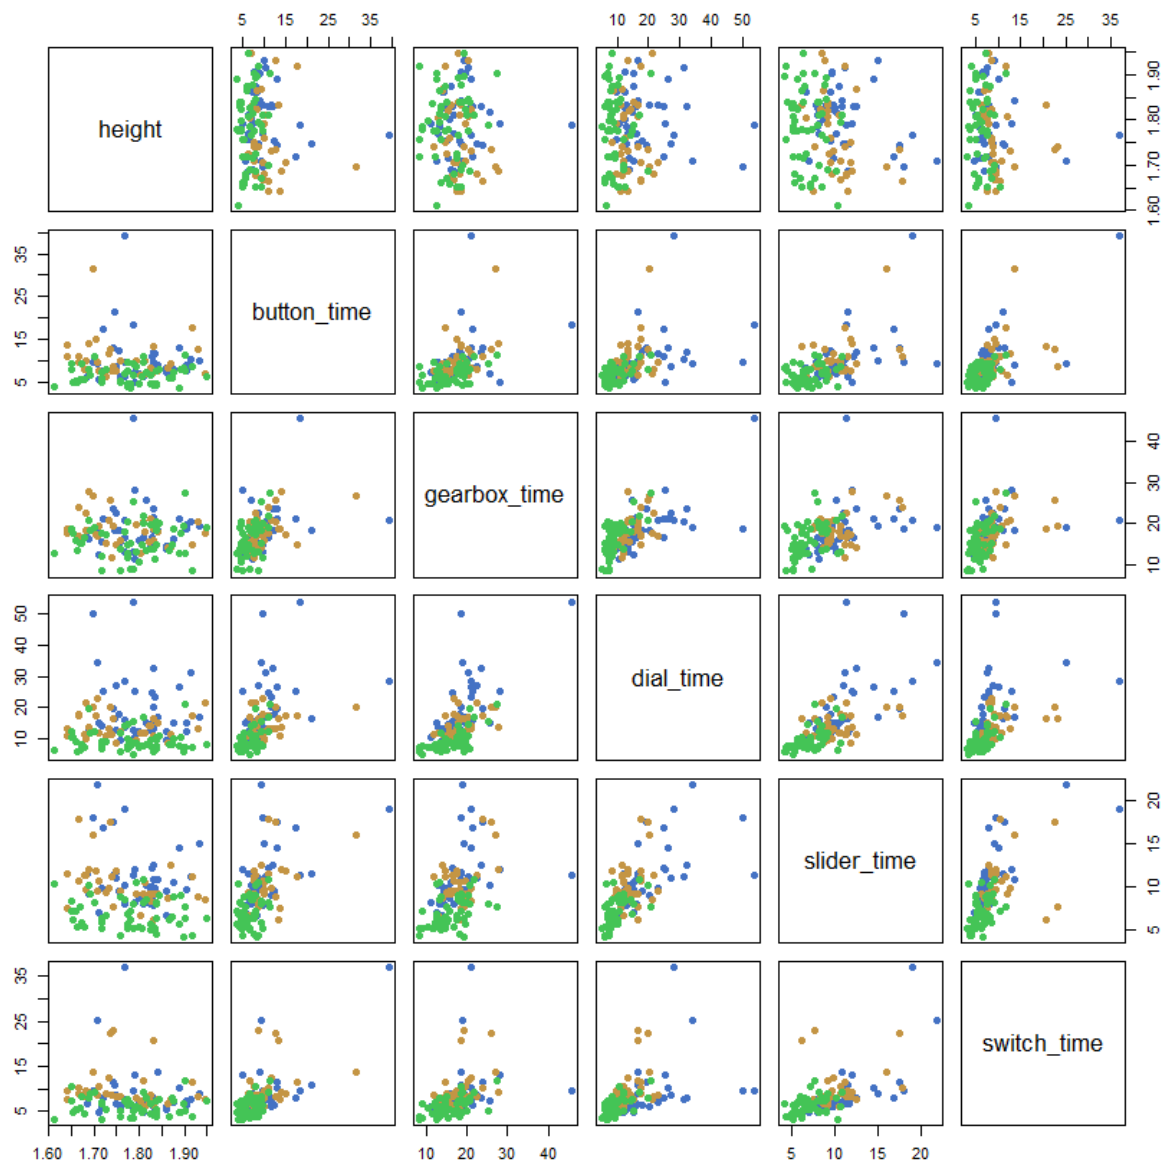 5 15 25 35 10 20 30 40 50 5 15 25 35
height
1.60 1.70 1.80 1.90
5 15 25 35
button_time
gearbox_time
10 20 30 40
10 20 30 40 50
dial_time
slider_time
5 10 15 20
5 15 25 35
switch_time
1.60 1.70 1.80 1.90 10 20 30 40 5 10 15 20